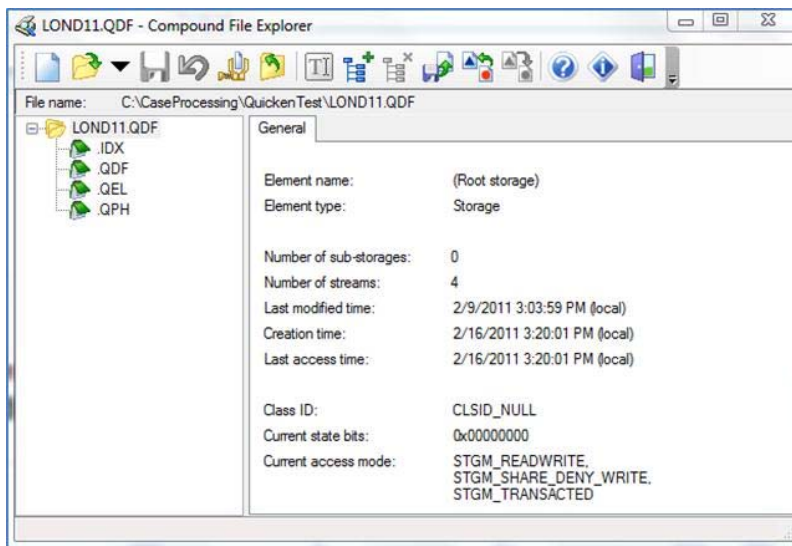 LOND11.QDF - Compound File Explorer
File name: C:\CaseProcessing\QuickenTest\LOND11.QDF
LOND11.QDF
.IDX
.QDF
.QEL
.QPH
General
Element name: (Root storage)
Element type: Storage
Number of sub-storages: 0
Number of streams: 4
Last modified time: 2/9/2011 3:03:59 PM (local)
Creation time: 2/16/2011 3:20:01 PM (local)
Last access time: 2/16/2011 3:20:01 PM (local)
Class ID: CLSID_NULL
Current state bits: 0x00000000
Current access mode: STGM_READWRITE,
STGM_SHARE_DENY_WRITE,
STGM_TRANSACTED